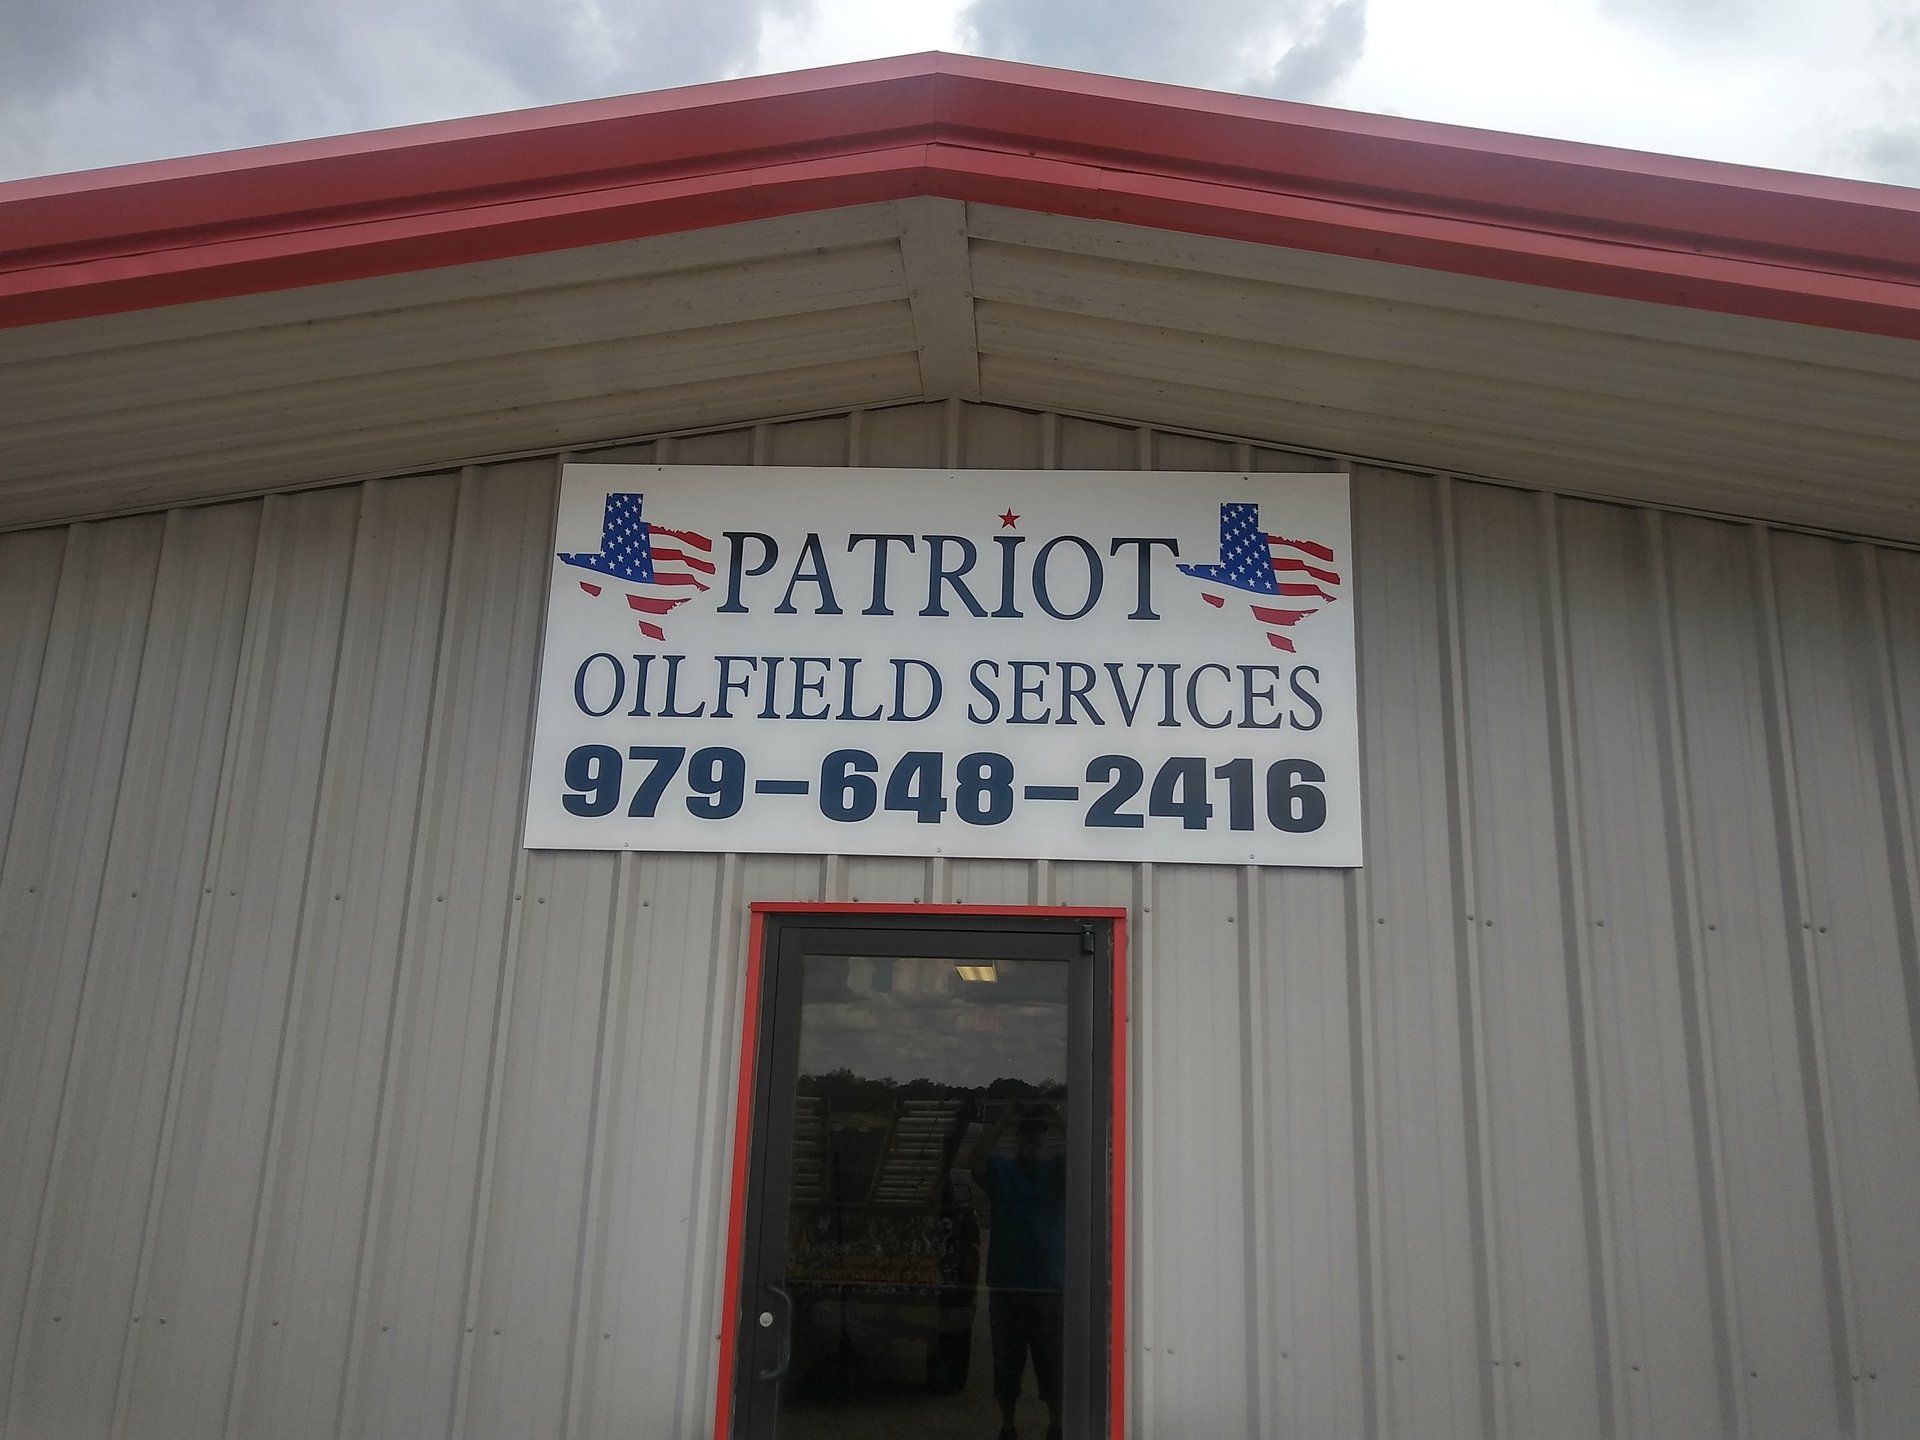 PATRIOT
OILFIELD SERVICES
979-648-2416